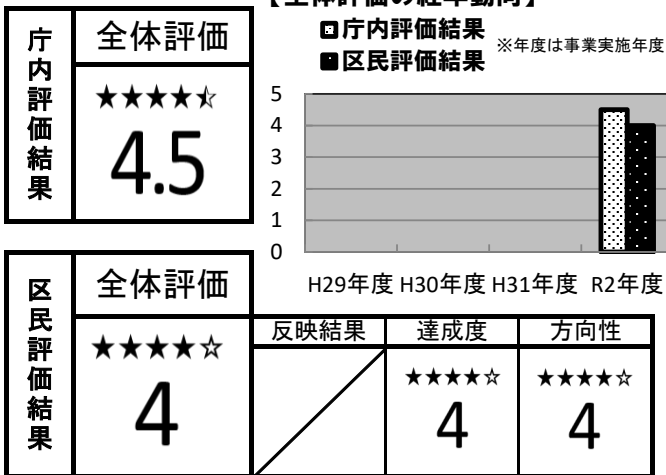 【全体評価の経年動向】
庁内評価結果
全体評価
★★★★⯪
4.5
庁内評価結果
区民評価結果
※年度は事業実施年度
5
4
3
2
1
0
H29年度 H30年度 H31年度 R2年度
区民評価結果
全体評価
★★★★☆
4
反映結果 達成度 方向性
★★★★☆ ★★★★☆
4 4